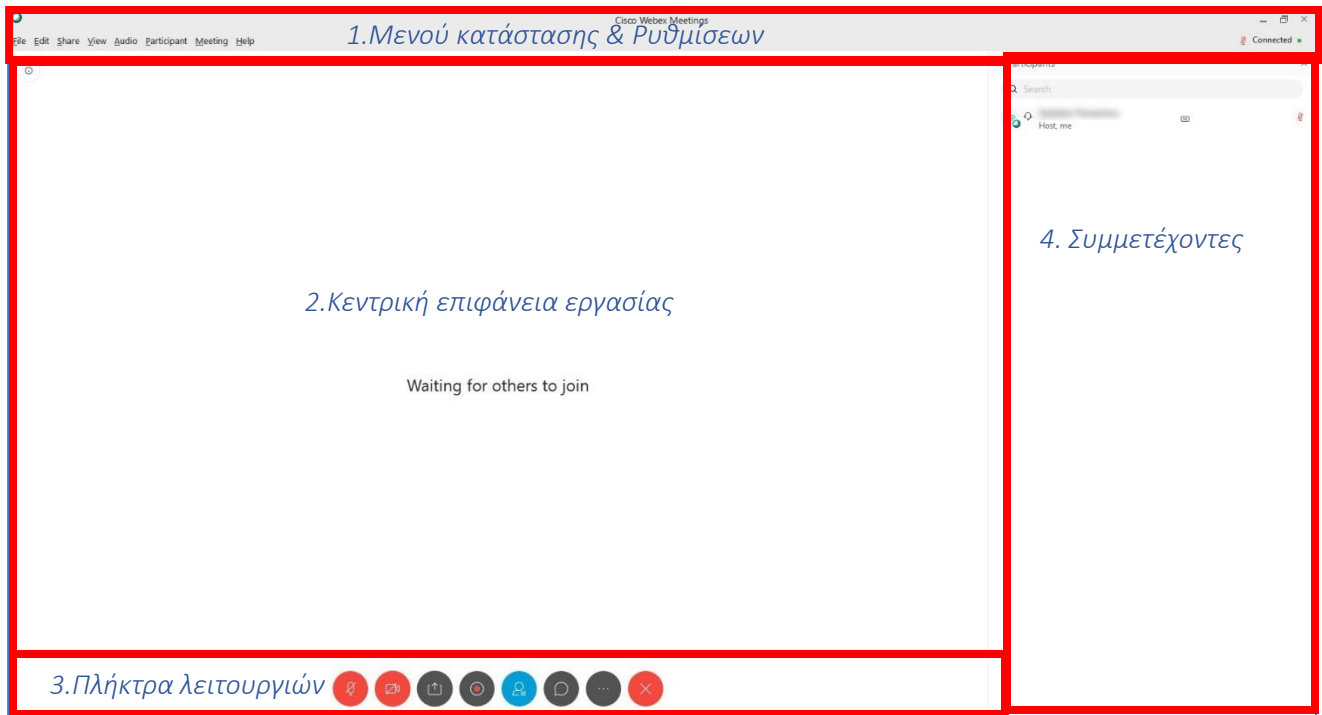 Cisco Webex Meetings
File Edit Share View Audio Participant Meeting Help
1.Μενού κατάστασης & Ρυθμίσεων
Connected
Participants
Search
Host, me
4. Συμμετέχοντες
2.Κεντρική επιφάνεια εργασίας
Waiting for others to join
3.Πλήκτρα λειτουργιών